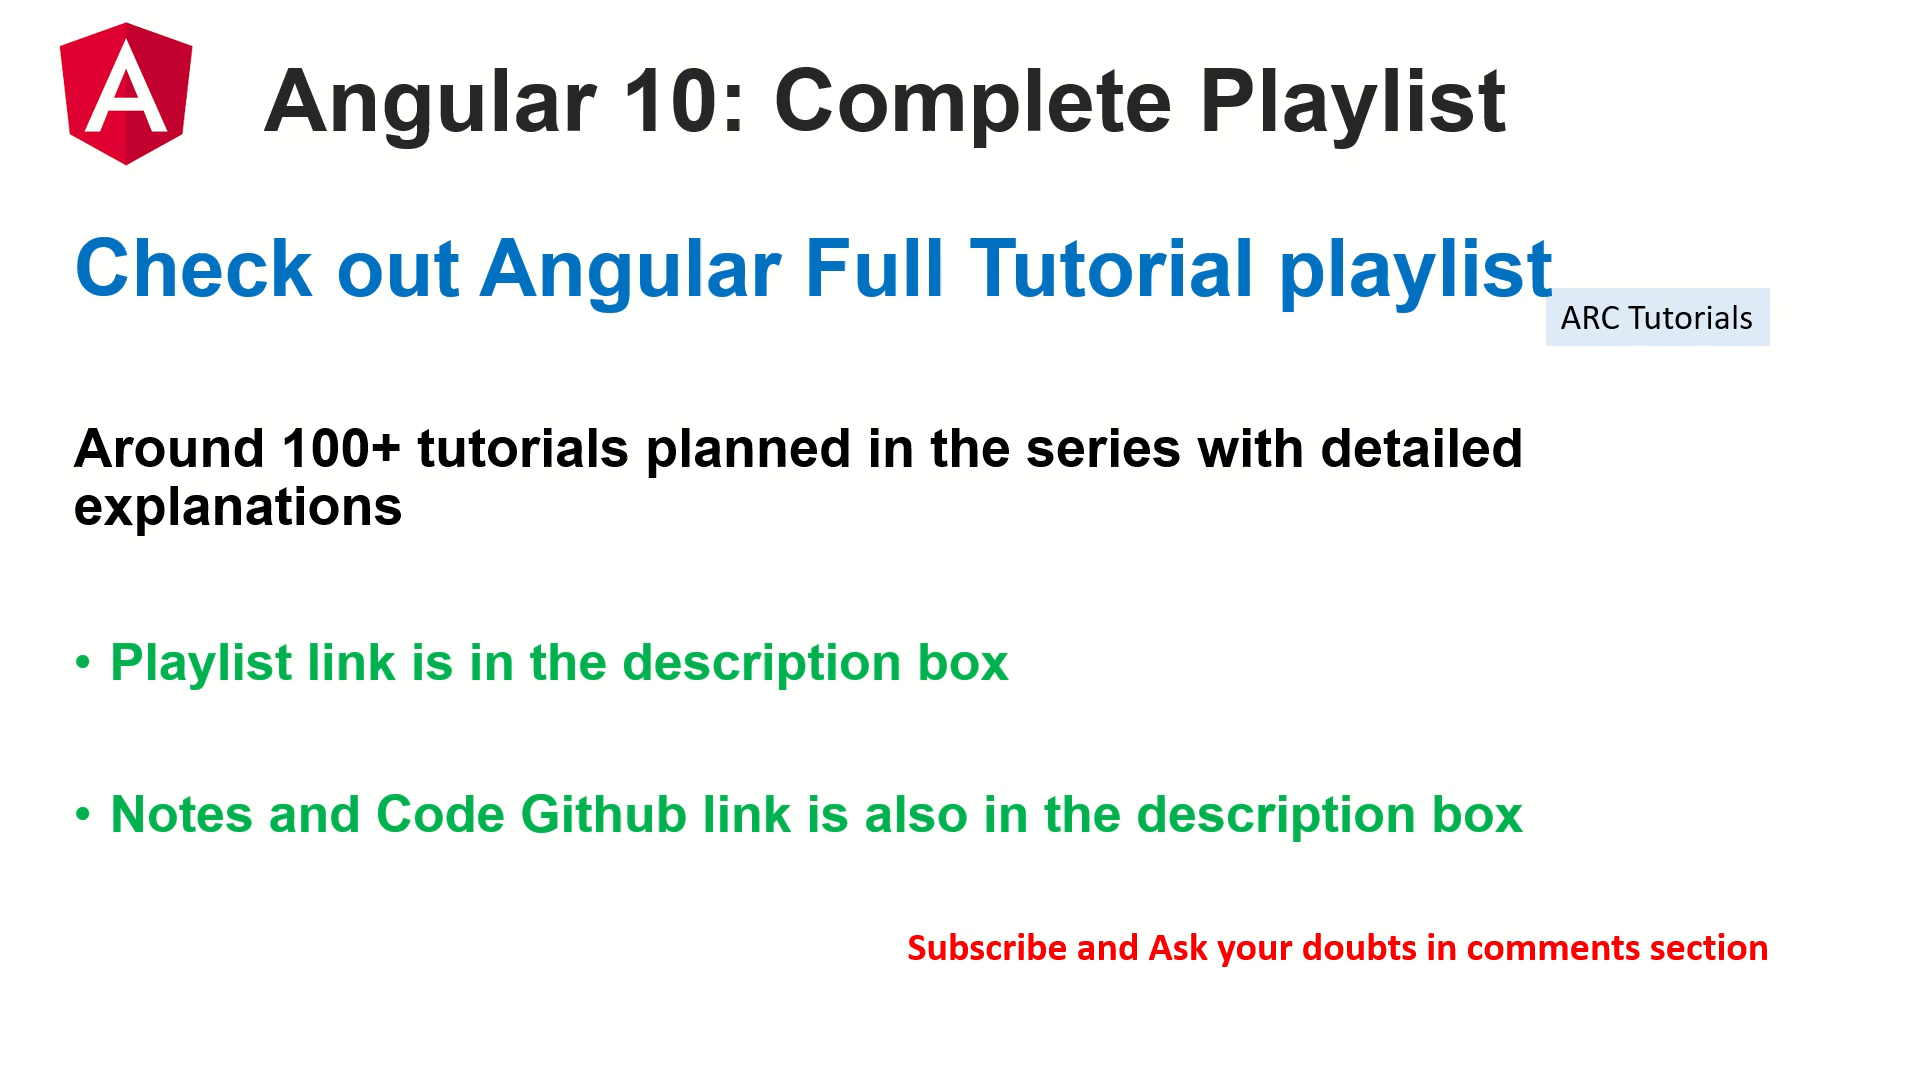 Angular 10: Complete Playlist
Check out Angular Full Tutorial playlist
ARC Tutorials
Around 100+ tutorials planned in the series with detailed
explanations
• Playlist link is in the description box
• Notes and Code Github link is also in the description box
Subscribe and Ask your doubts in comments section